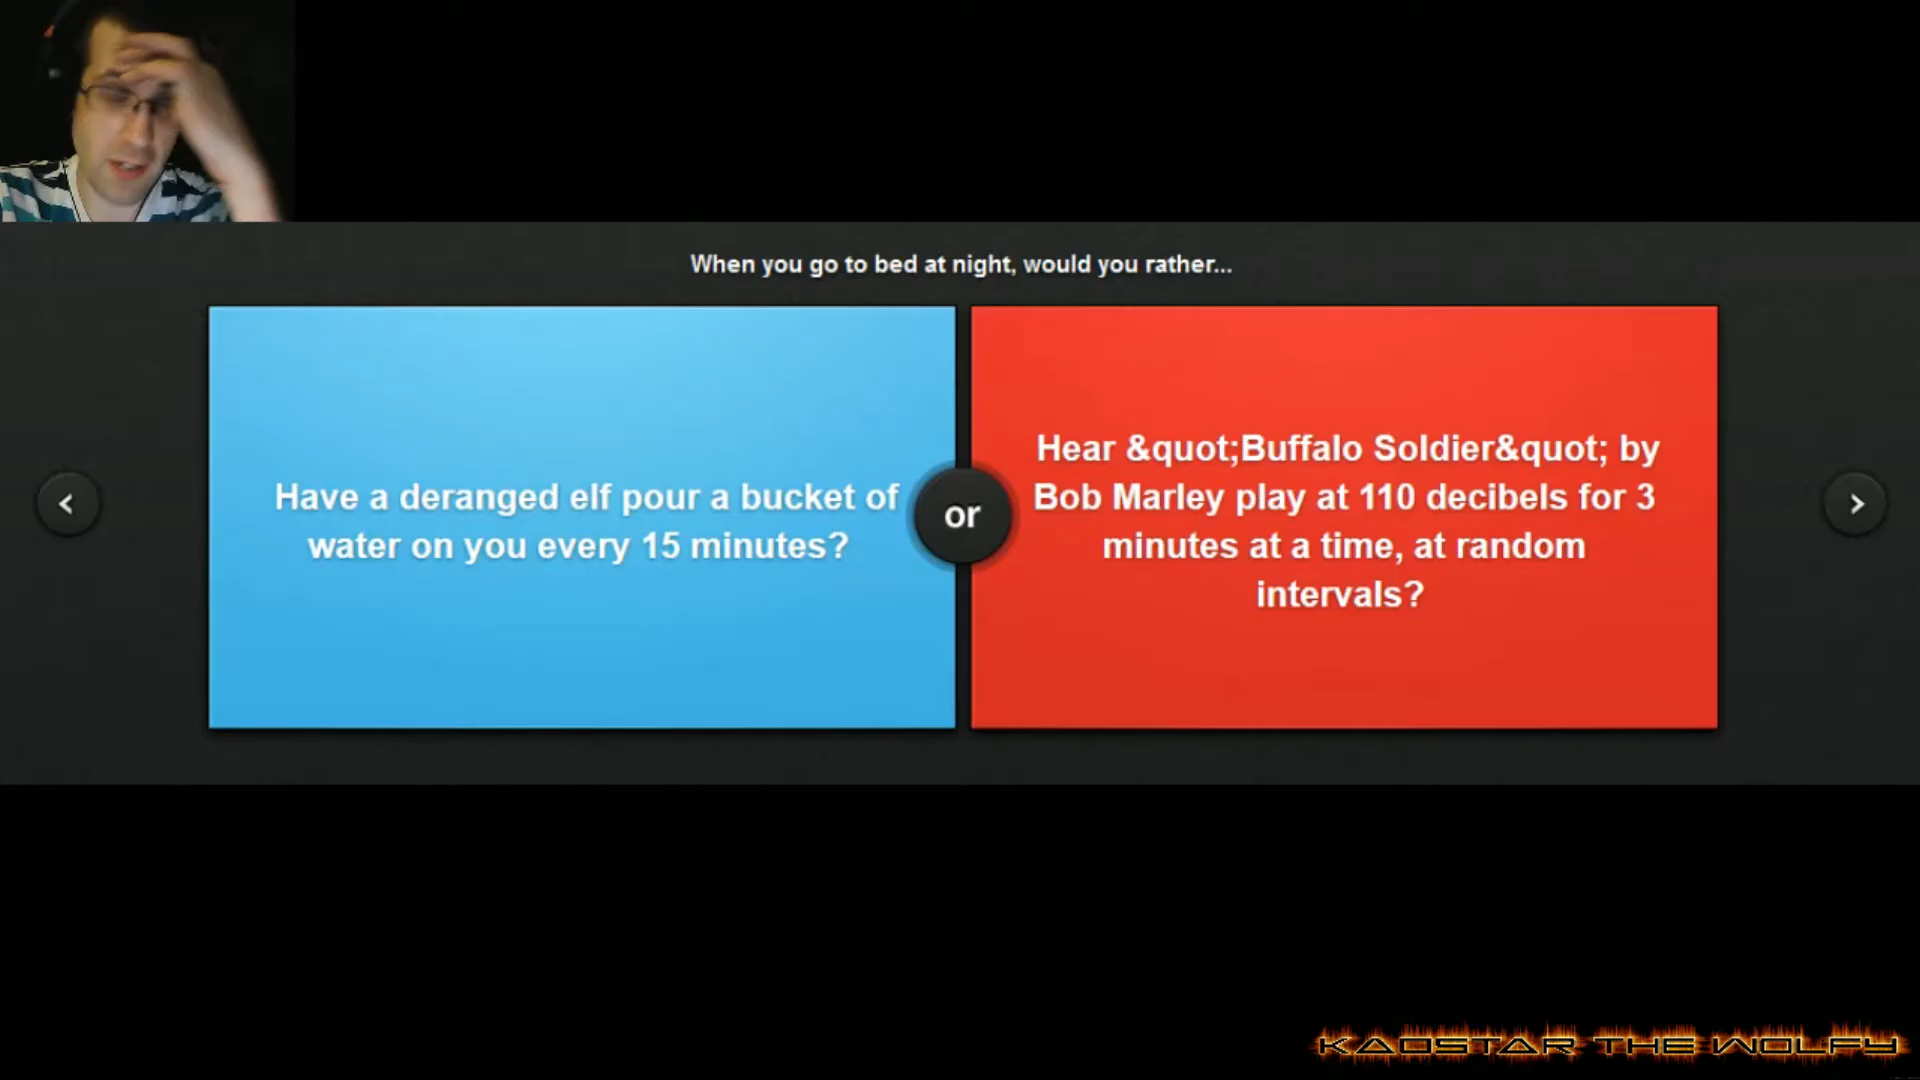 When you go to bed at night, would you rather...
Have a deranged elf pour a bucket of
water on you every 15 minutes?
or
Hear &quot;Buffalo Soldier&quot; by
Bob Marley play at 110 decibels for 3
minutes at a time, at random
intervals?
KAOSTAR THE WOLFY